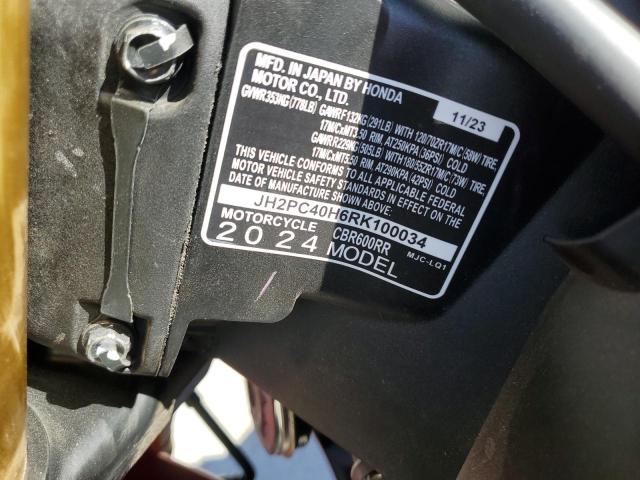 MFD. IN JAPAN BY HONDA
MOTOR CO., LTD. 11/23
GVWR353KG(778LB) GAWRF132KG(291LB) WITH 120/70ZR17M/C(58W) TIRE,
17M/CxMT3.50 RIM, AT250KPA(36PSI) COLD
GAWRR229KG(505LB) WITH 180/55ZR17M/C(73W) TIRE,
17M/CxMT5.50 RIM, AT290KPA(42PSI) COLD
THIS VEHICLE CONFORMS TO ALL APPLICABLE FEDERAL
MOTOR VEHICLE SAFETY STANDARDS IN EFFECT ON THE
DATE OF MANUFACTURE SHOWN ABOVE.
JH2PC40H6RK100034
MOTORCYCLE CBR600RR MJC-LQ1
2024 MODEL